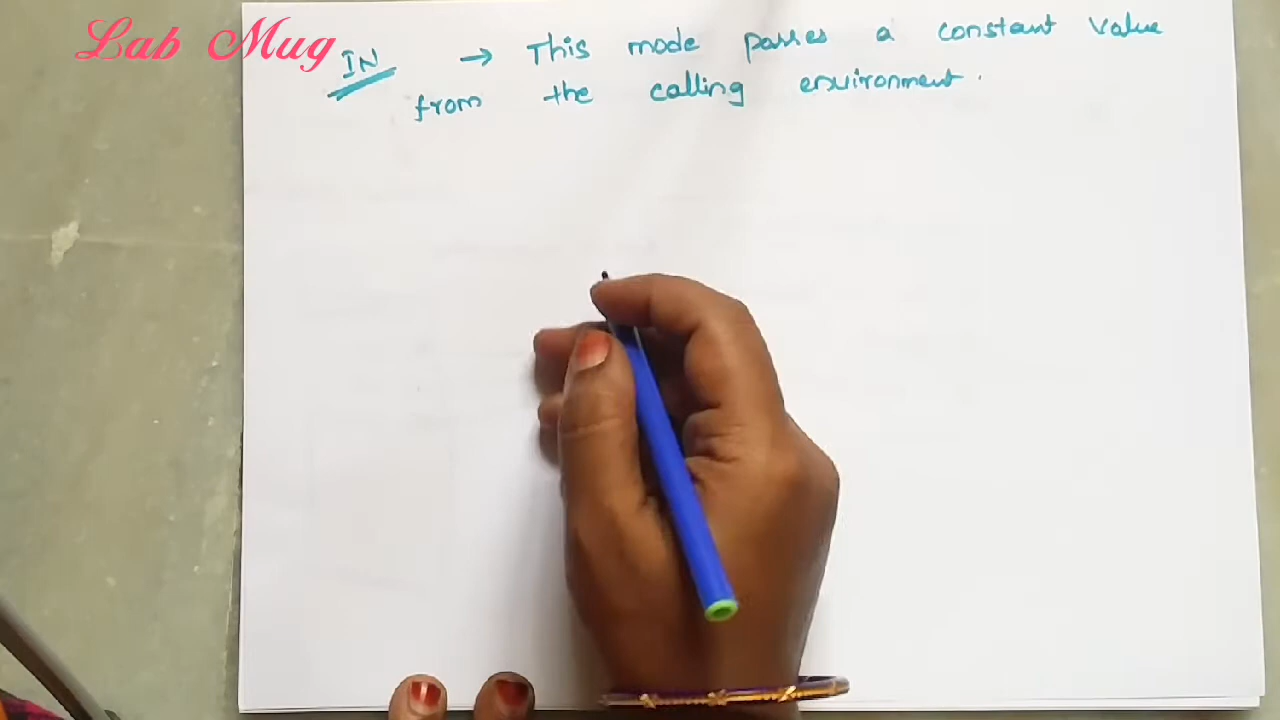 Lab Mug
IN → This mode passes a constant value
from the calling environment.